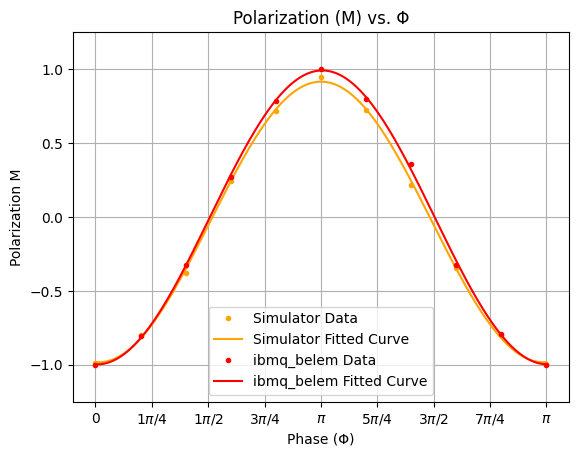 Polarization (M) vs. Φ
Polarization M
1.0
0.5
0.0
−0.5
−1.0
Simulator Data
Simulator Fitted Curve
ibmq_belem Data
ibmq_belem Fitted Curve
0 1π/4 1π/2 3π/4 π 5π/4 3π/2 7π/4 π
Phase (Φ)